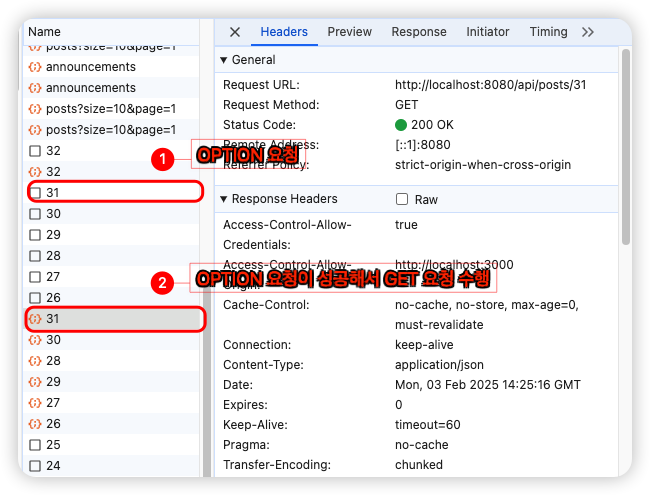 Name
posts?size=10&page=1
announcements
announcements
posts?size=10&page=1
posts?size=10&page=1
32
32
31
30
29
28
27
26
31
30
28
29
27
26
25
24
Headers
Preview
Response
Initiator
Timing
General
Request URL: http://localhost:8080/api/posts/31
Request Method: GET
Status Code: 200 OK
Remote Address: [::1]:8080
Referrer Policy: strict-origin-when-cross-origin
1 OPTION 요청
Response Headers
Raw
Access-Control-Allow-Credentials: true
Access-Control-Allow-Origin: http://localhost:3000
2 OPTION 요청이 성공해서 GET 요청 수행
Cache-Control: no-cache, no-store, max-age=0,
must-revalidate
Connection: keep-alive
Content-Type: application/json
Date: Mon, 03 Feb 2025 14:25:16 GMT
Expires: 0
Keep-Alive: timeout=60
Pragma: no-cache
Transfer-Encoding: chunked